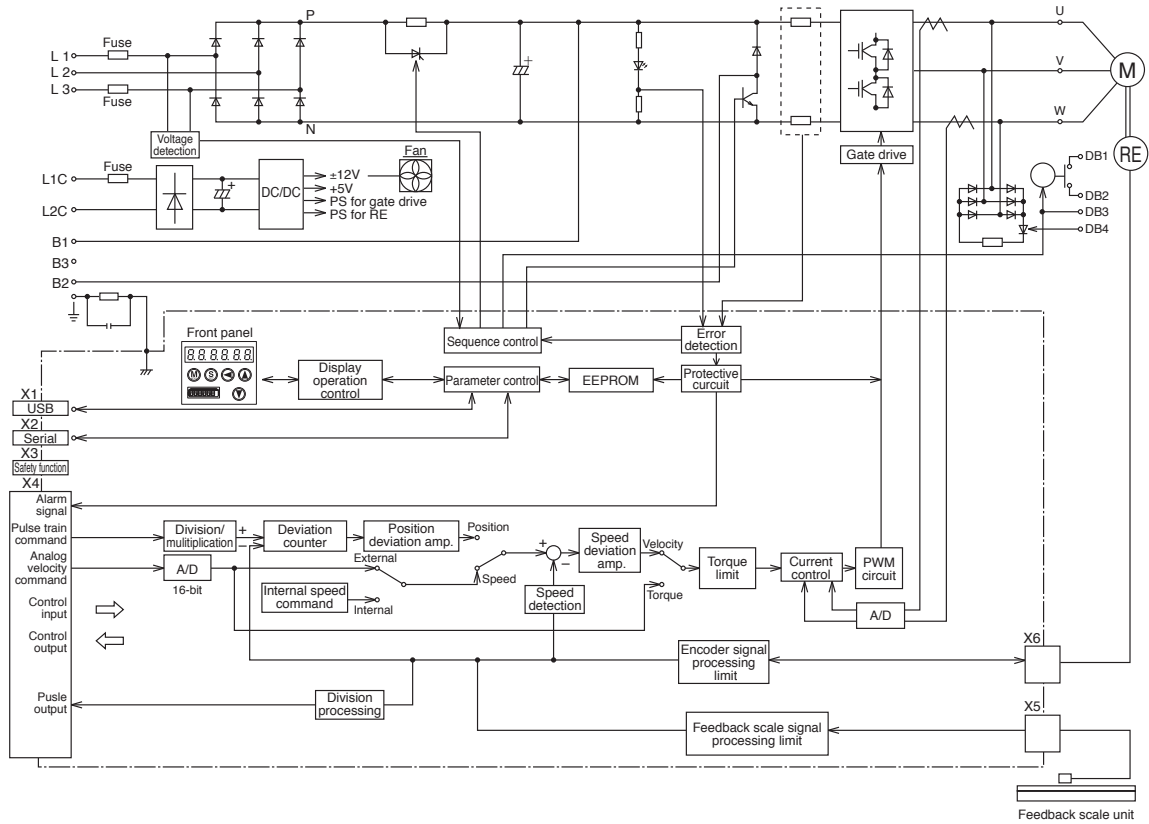 P
U
Fuse
L 1
L 2
L 3
Fuse
V
M
W
N
Voltage
detection
Fan
Gate drive
RE
DB1
DB2
DB3
DB4
Fuse
L1C
L2C
DC/DC
±12V
+5V
PS for gate drive
PS for RE
B1
B3
B2
Front panel
8.8.8.8.8.8.
M
S
Sequence control
Error
detection
Display
operation
control
Parameter control
EEPROM
Protective
curcuit
X1
USB
X2
Serial
X3
Safety function
X4
Alarm
signal
Pulse train
command
Division/
mulitiplication
+
−
Deviation
counter
Position
deviation amp.
Position
Analog
velocity
command
A/D
16-bit
External
Internal speed
command
Internal
Speed
+
−
Speed
deviation
amp.
Velocity
Speed
detection
Torque
Torque
limit
Current
control
PWM
circuit
A/D
Control
input
Control
output
Encoder signal
processing
limit
X6
Pusle
output
Division
processing
Feedback scale signal
processing limit
X5
Feedback scale unit